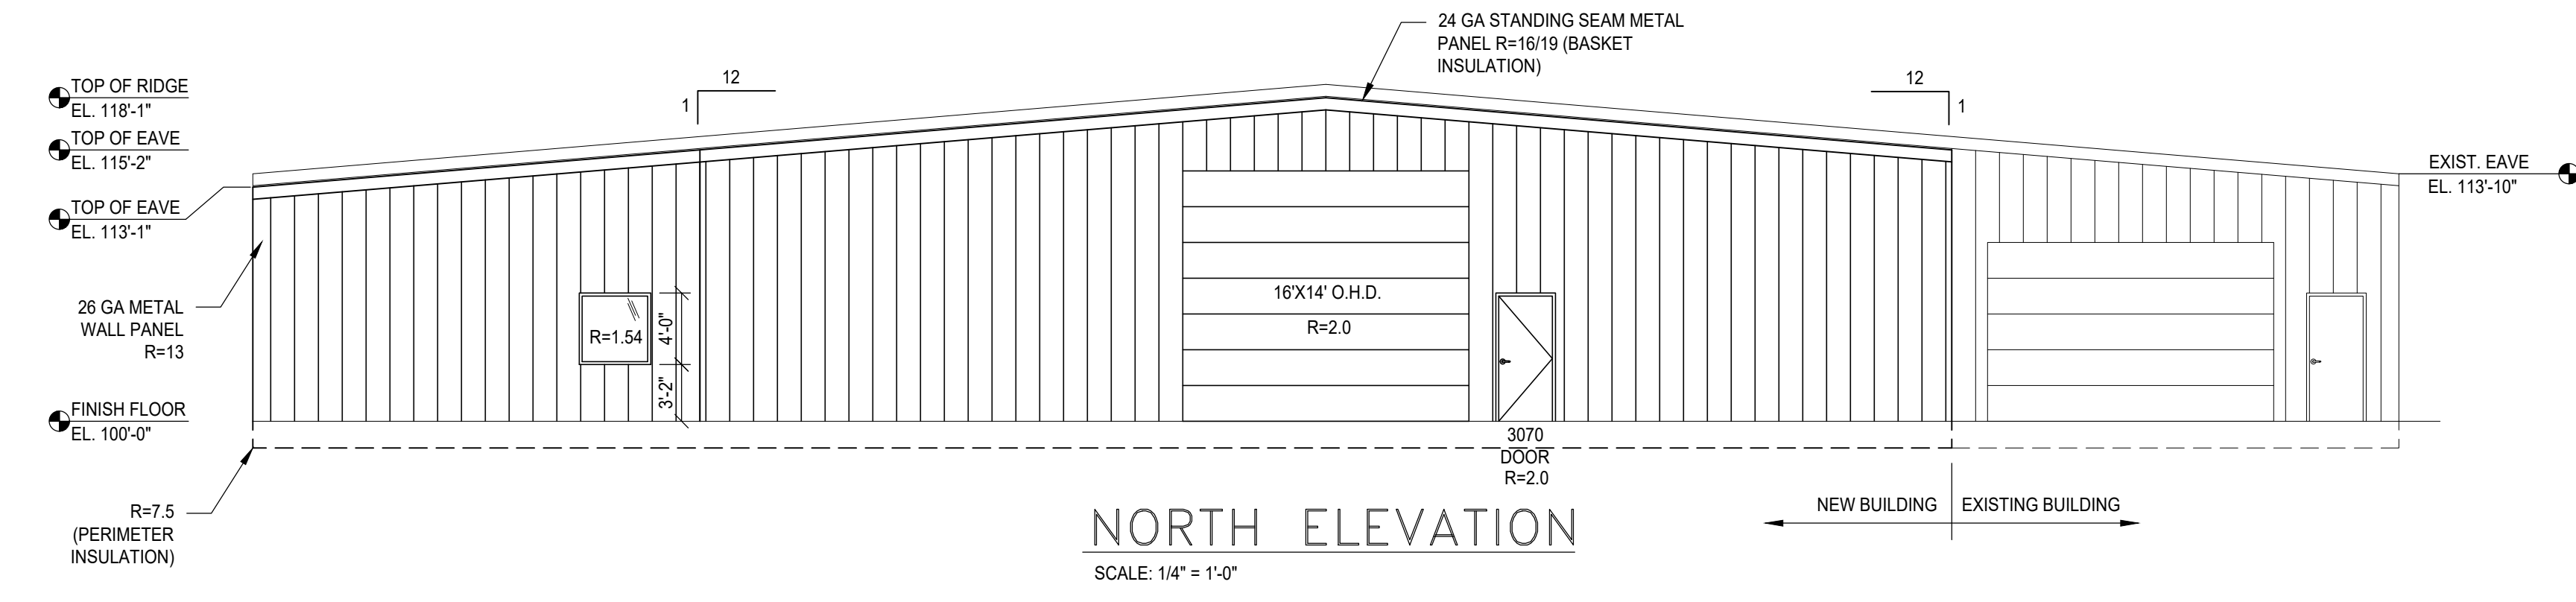 24 GA STANDING SEAM METAL
PANEL R=16/19 (BASKET
INSULATION)
12
1
12
1
TOP OF RIDGE
EL. 118'-1"
TOP OF EAVE
EL. 115'-2"
TOP OF EAVE
EL. 113'-1"
EXIST. EAVE
EL. 113'-10"
26 GA METAL
WALL PANEL
R=13
R=1.54
4'-0"
3'-2"
16'X14' O.H.D.
R=2.0
FINISH FLOOR
EL. 100'-0"
3070
DOOR
R=2.0
R=7.5
(PERIMETER
INSULATION)
NEW BUILDING
EXISTING BUILDING
NORTH ELEVATION
SCALE: 1/4" = 1'-0"